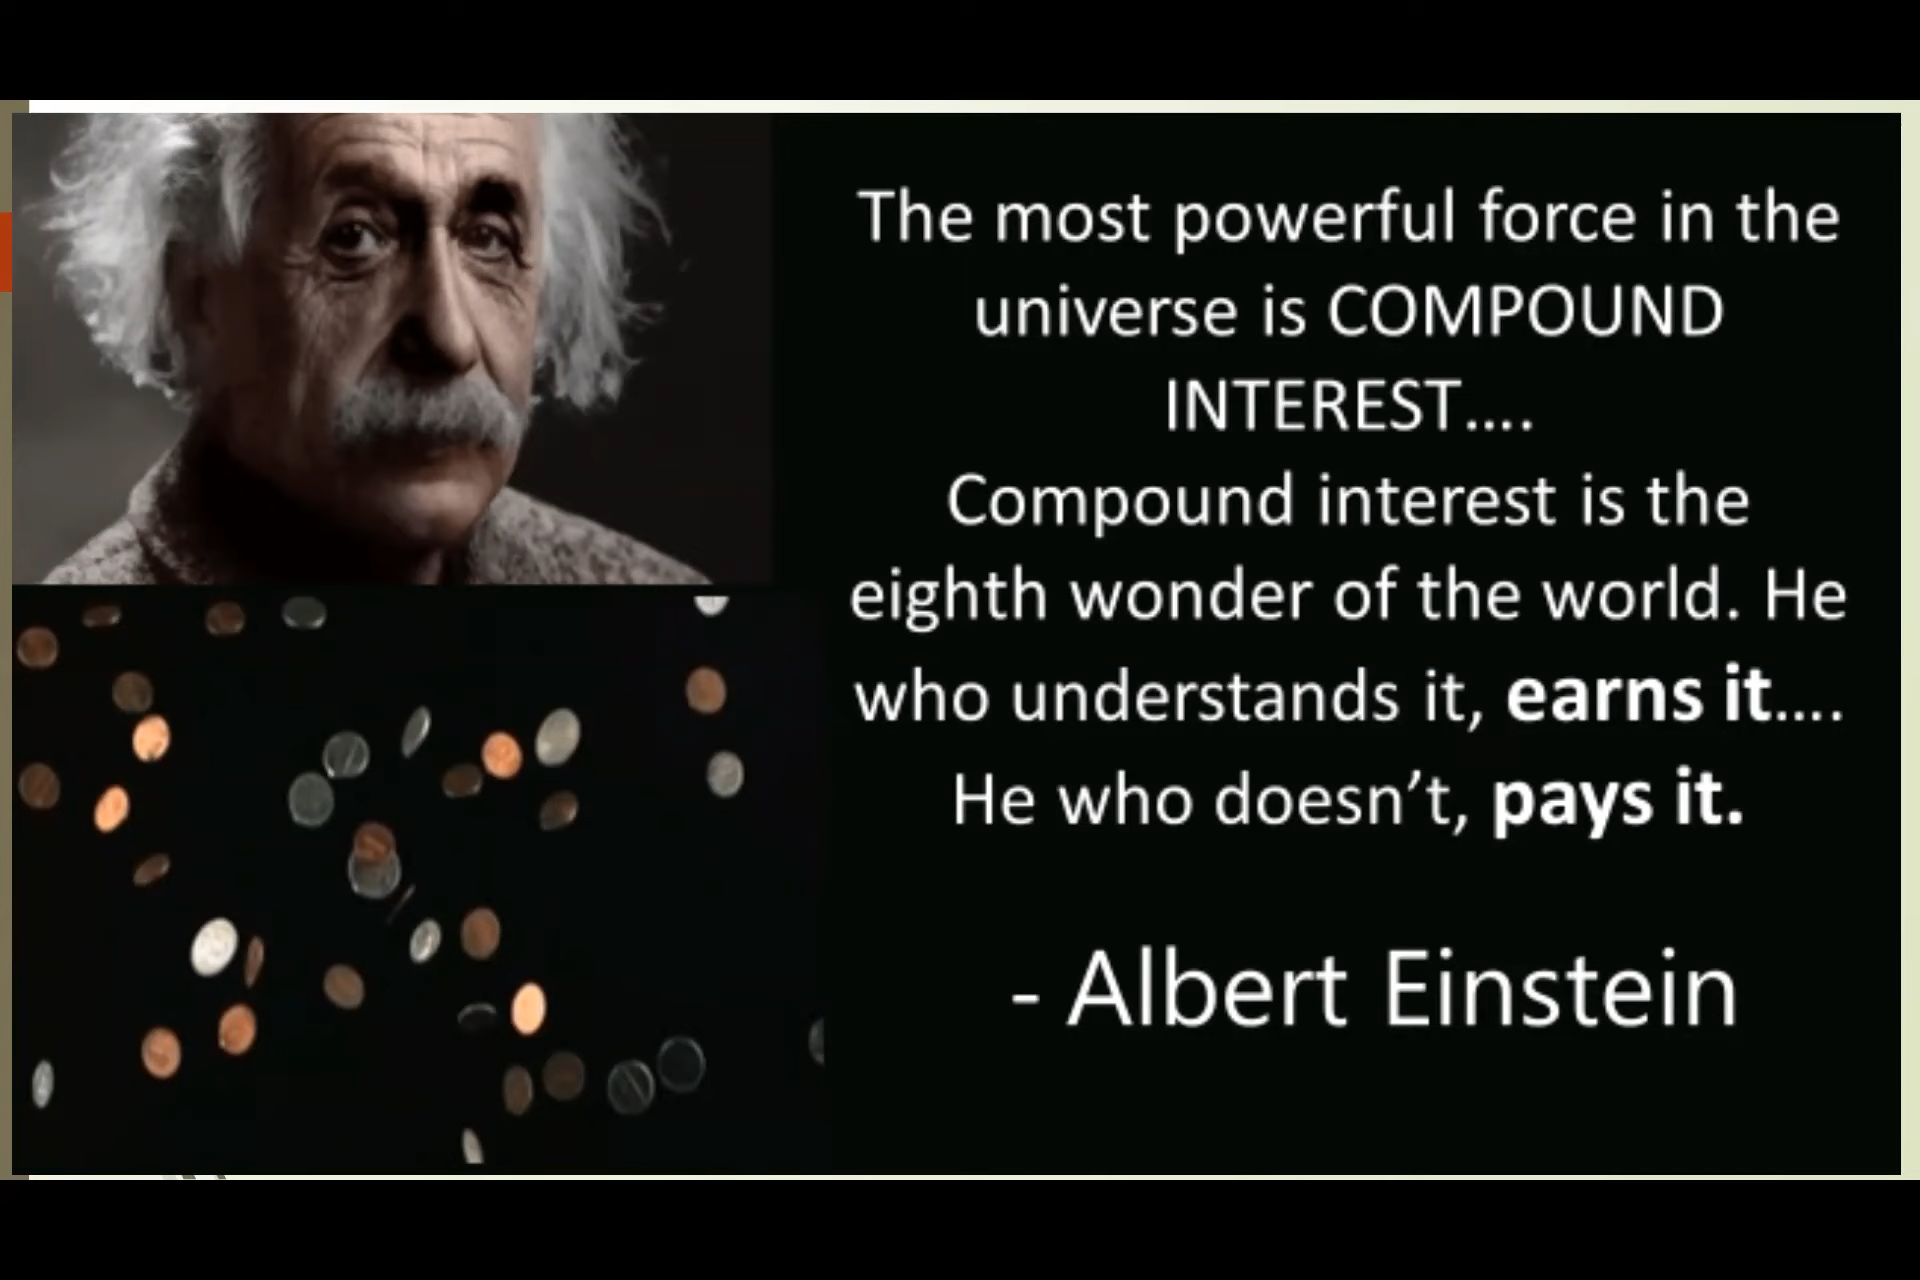 The most powerful force in the
universe is COMPOUND
INTEREST....
Compound interest is the
eighth wonder of the world. He
who understands it, earns it....
He who doesn’t, pays it.
- Albert Einstein